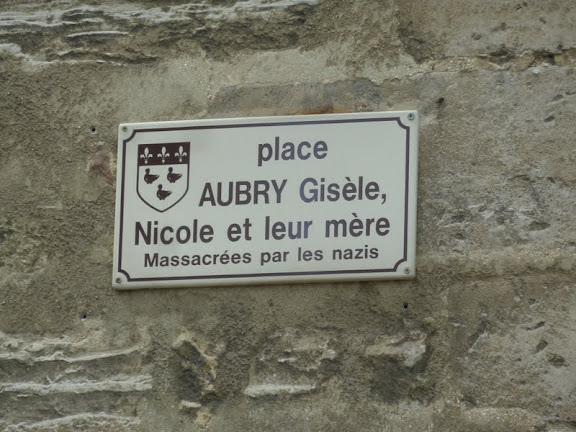 place
AUBRY Gisèle,
Nicole et leur mère
Massacrées par les nazis